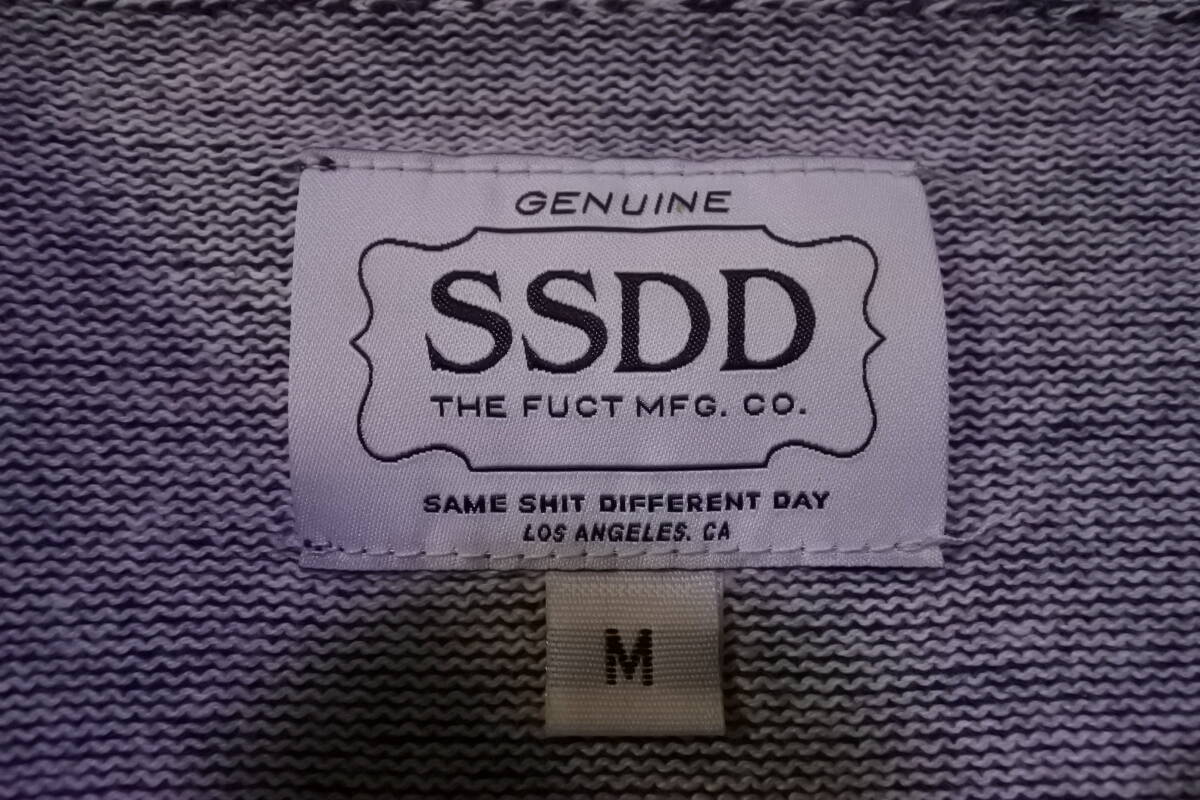 GENUINE
SSDD
THE FUCT MFG. CO.
SAME SHIT DIFFERENT DAY
LOS ANGELES. CA
M